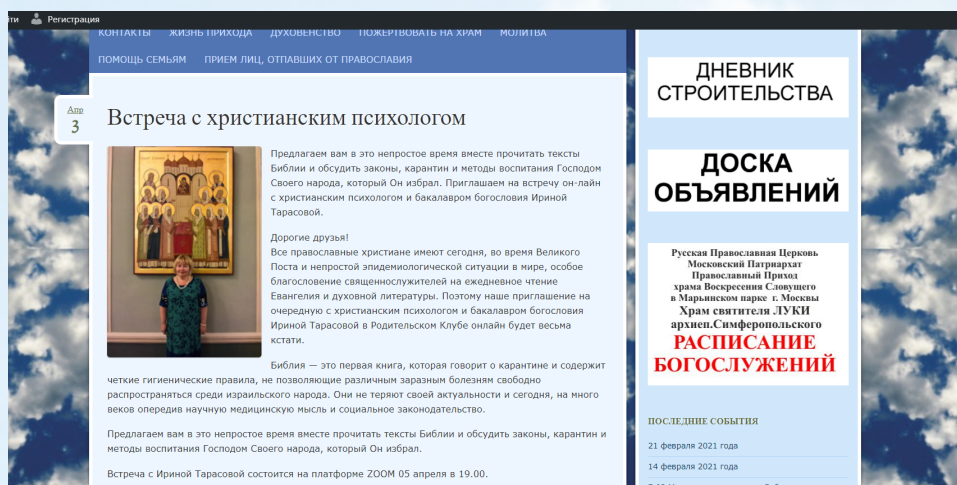 йти
Регистрация
КОНТАКТЫ ЖИЗНЬ ПРИХОДА ДУХОВЕНСТВО ПОЖЕРТВОВАТЬ НА ХРАМ МОЛИТВА
ПОМОЩЬ СЕМЬЯМ ПРИЕМ ЛИЦ, ОТПАВШИХ ОТ ПРАВОСЛАВИЯ
Апр
3
Встреча с христианским психологом
Предлагаем вам в это непростое время вместе прочитать тексты
Библии и обсудить законы, карантин и методы воспитания Господом
Своего народа, который Он избрал. Приглашаем на встречу он-лайн
с христианским психологом и бакалавром богословия Ириной
Тарасовой.
Дорогие друзья!
Все православные христиане имеют сегодня, во время Великого
Поста и непростой эпидемиологической ситуации в мире, особое
благословение священнослужителей на ежедневное чтение
Евангелия и духовной литературы. Поэтому наше приглашение на
очередную с христианским психологом и бакалавром богословия
Ириной Тарасовой в Родительском Клубе онлайн будет весьма
кстати.
Библия — это первая книга, которая говорит о карантине и содержит
четкие гигиенические правила, не позволяющие различным заразным болезням свободно
распространяться среди израильского народа. Они не теряют своей актуальности и сегодня, на много
веков опередив научную медицинскую мысль и социальное законодательство.
Предлагаем вам в это непростое время вместе прочитать тексты Библии и обсудить законы, карантин и
методы воспитания Господом Своего народа, который Он избрал.
Встреча с Ириной Тарасовой состоится на платформе ZOOM 05 апреля в 19.00.
ДНЕВНИК
СТРОИТЕЛЬСТВА
ДОСКА
ОБЪЯВЛЕНИЙ
Русская Православная Церковь
Московский Патриархат
Православный Приход
храма Воскресения Словущего
в Марьинском парке г. Москвы
Храм святителя ЛУКИ
архиеп.Симферопольского
РАСПИСАНИЕ
БОГОСЛУЖЕНИЙ
ПОСЛЕДНИЕ СОБЫТИЯ
21 февраля 2021 года
14 февраля 2021 года